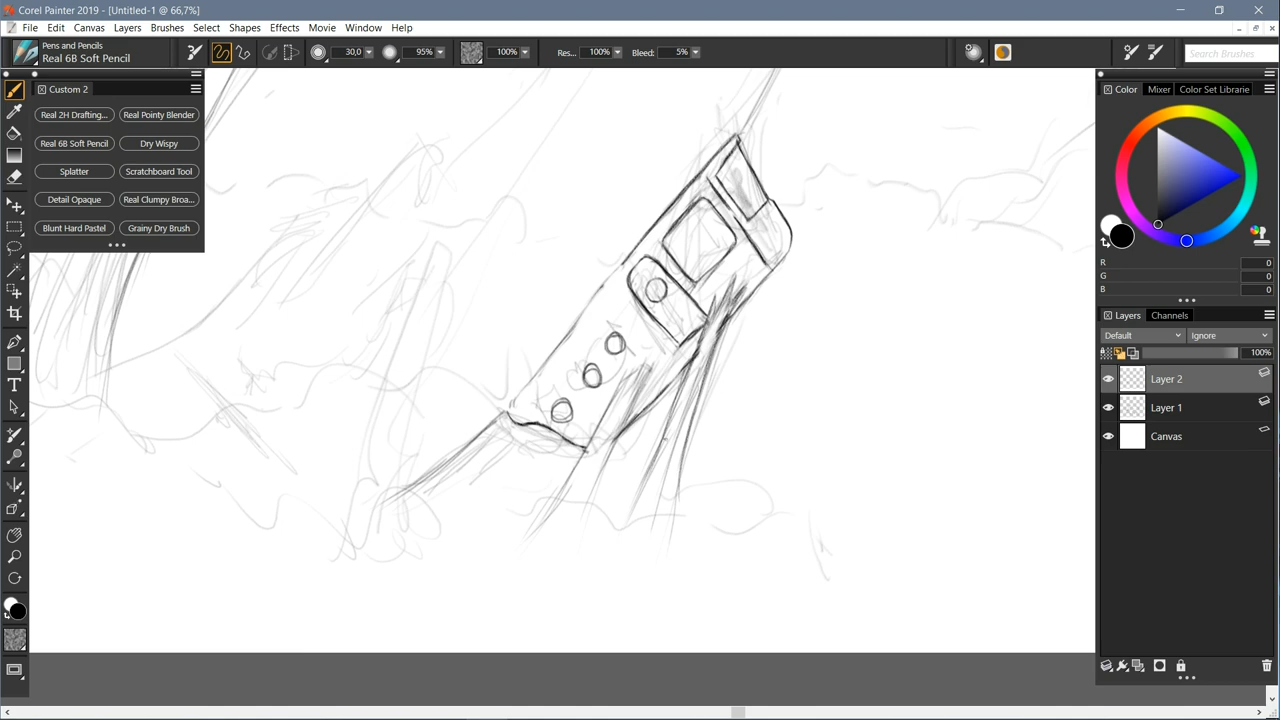 Corel Painter 2019 - [Untitled-1 @ 66,7%]
File Edit Canvas Layers Brushes Select Shapes Effects Movie Window Help
Pens and Pencils
Real 6B Soft Pencil
30,0 95% 100% Res... 100% Bleed: 5% Search Brushes
Custom 2
Real 2H Drafting... Real Pointy Blender
Real 6B Soft Pencil Dry Wispy
Splatter Scratchboard Tool
Detail Opaque Real Clumpy Broa...
Blunt Hard Pastel Grainy Dry Brush
Color Mixer Color Set Librarie
R 0
G 0
B 0
Layers Channels
Default Ignore
100%
Layer 2
Layer 1
Canvas